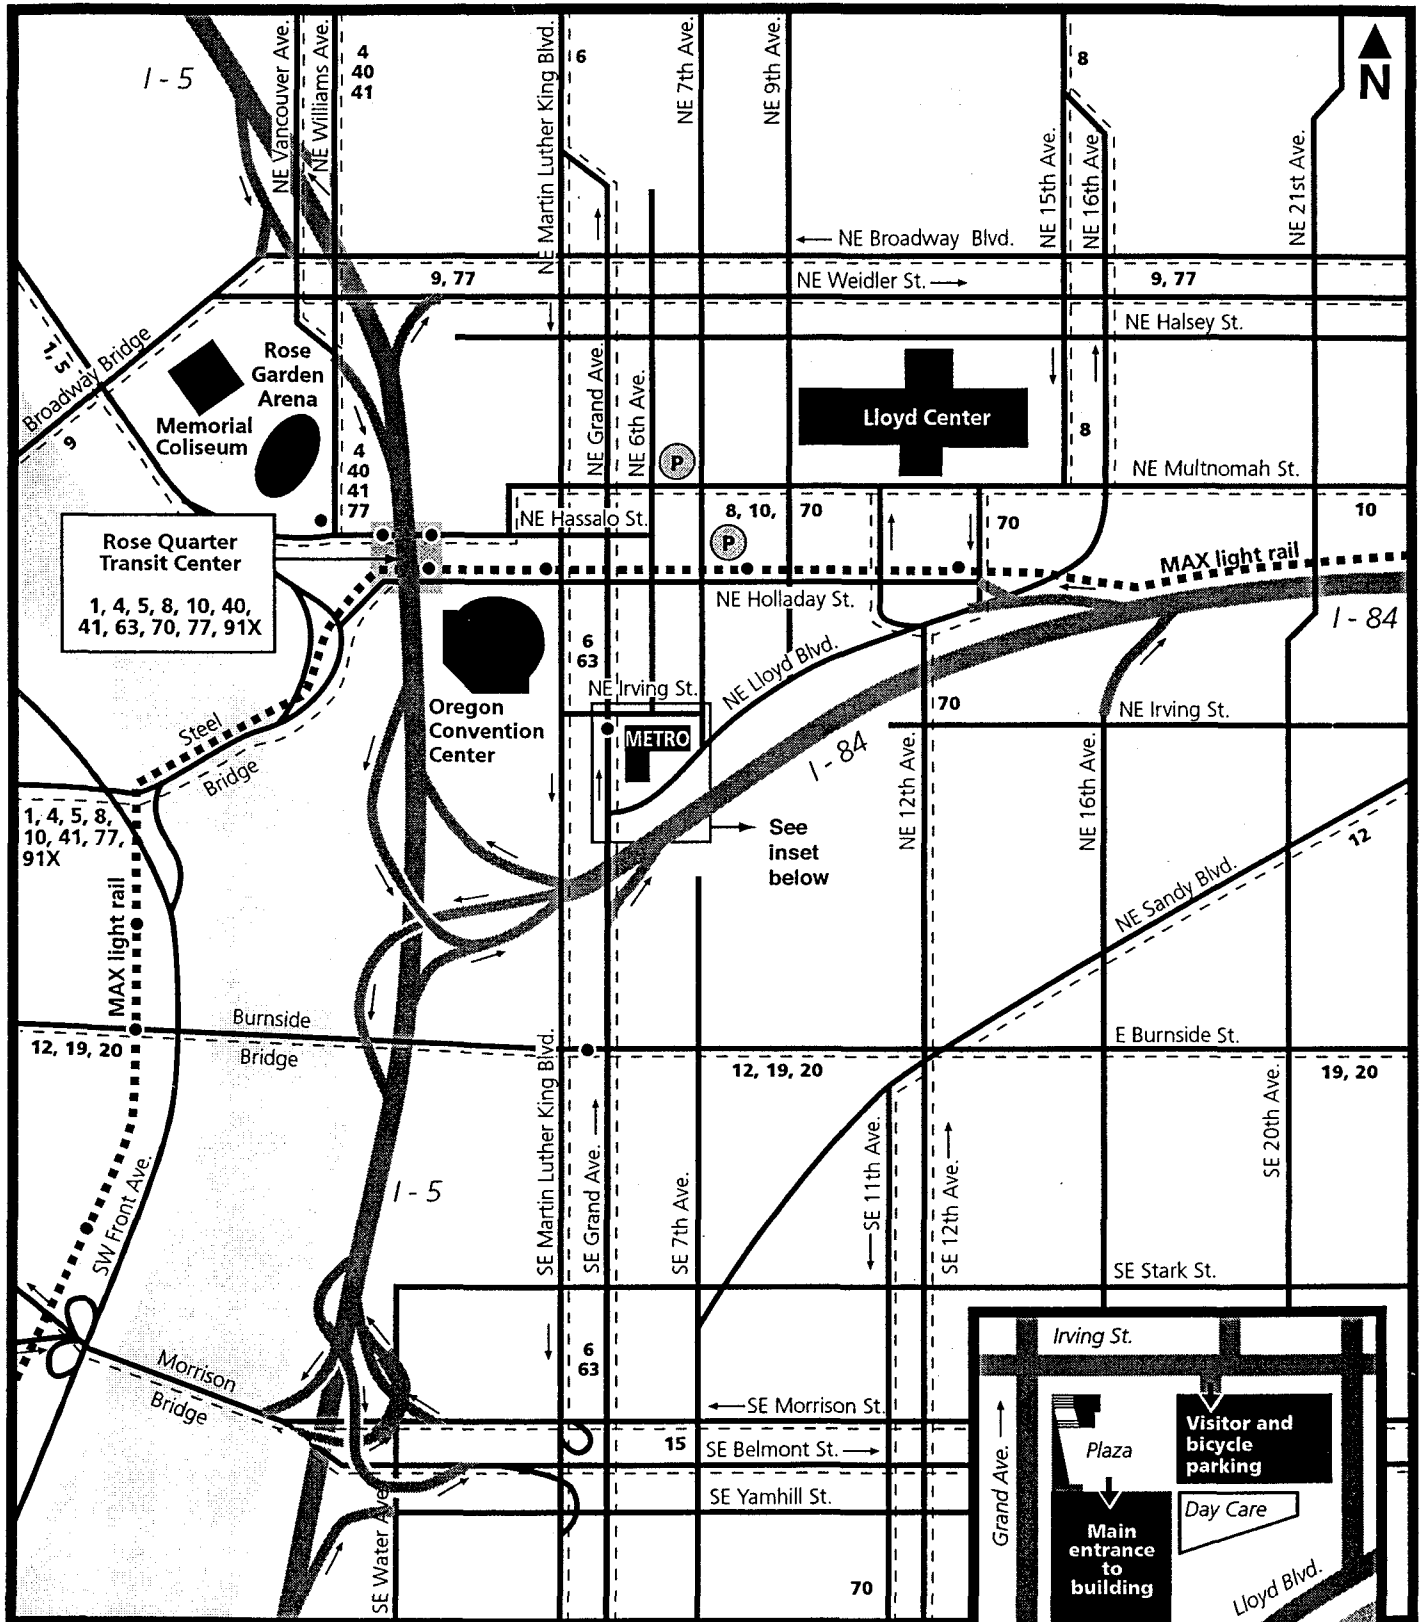 I - 5
NE Vancouver Ave.
NE Williams Ave.
4
40
41
NE Martin Luther King Blvd.
6
NE 7th Ave.
NE 9th Ave.
8
NE 15th Ave.
NE 16th Ave.
NE 21st Ave.
N
NE Broadway Blvd.
9, 77
NE Weidler St.
9, 77
NE Halsey St.
1, 5
Broadway Bridge
9
Rose
Garden
Arena
Memorial
Coliseum
4
40
41
77
NE Grand Ave.
NE 6th Ave.
P
Lloyd Center
8
NE Multnomah St.
NE Hassalo St.
8, 10, 70
P
70
10
MAX light rail
Rose Quarter
Transit Center
1, 4, 5, 8, 10, 40,
41, 63, 70, 77, 91X
NE Holladay St.
I - 84
6
63
NE Lloyd Blvd.
NE Irving St.
METRO
Oregon
Convention
Center
Steel
Bridge
70
NE Irving St.
I - 84
1, 4, 5, 8,
10, 41, 77,
91X
See
inset
below
NE 12th Ave.
NE 16th Ave.
12
NE Sandy Blvd.
MAX light rail
Burnside
Bridge
12, 19, 20
E Burnside St.
12, 19, 20
19, 20
SE Martin Luther King Blvd.
SE Grand Ave.
SE 7th Ave.
SE 11th Ave.
SE 12th Ave.
SE 20th Ave.
SW Front Ave.
I - 5
SE Stark St.
6
63
Morrison
Bridge
SE Morrison St.
15
SE Belmont St.
SE Yamhill St.
SE Water Ave.
70
Irving St.
Grand Ave.
Plaza
Visitor and
bicycle
parking
Day Care
Main
entrance
to
building
Lloyd Blvd.